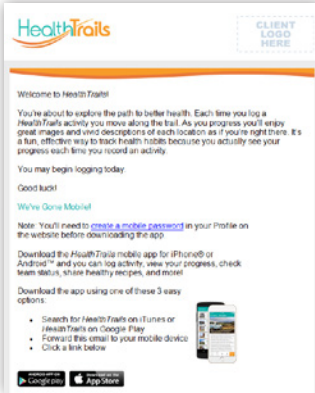 HealthTrails
CLIENT
LOGO
HERE
Welcome to HealthTrails!
You're about to explore the path to better health. Each time you log a
HealthTrails activity you move along the trail. As you progress you'll enjoy
great images and vivid descriptions of each location as if you're right there. It's
a fun, effective way to track health habits because you actually see your
progress each time you record an activity.
You may begin logging today.
Good luck!
We've Gone Mobile!
Note: You'll need to create a mobile password in your Profile on
the website before downloading the app.
Download the HealthTrails mobile app for iPhone® or
Android™ and you can log activity, view your progress, check
team status, share healthy recipes, and more!
Download the app using one of these 3 easy
options:
• Search for HealthTrails on iTunes or
HealthTrails on Google Play
• Forward this email to your mobile device
• Click a link below
ANDROID APP ON
Google play
Download on the
App Store